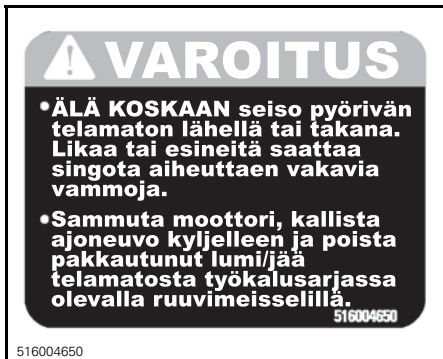 VAROITUS
•ÄLÄ KOSKAAN seiso pyörivän
telamaton lähellä tai takana.
Likaa tai esineitä saattaa
singota aiheuttaen vakavia
vammoja.
•Sammuta moottori, kallista
ajoneuvo kyljelleen ja poista
pakkautunut lumi/jää
telamatosta työkalusarjassa
olevalla ruuvimeisselillä.
516004650
516004650